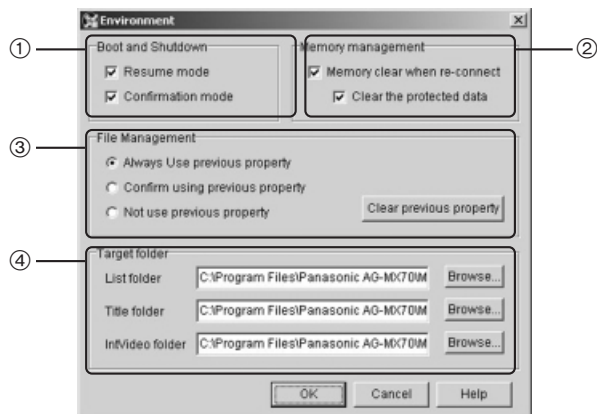 Environment
①
Boot and Shutdown
Resume mode
Confirmation mode
②
Memory management
Memory clear when re-connect
Clear the protected data
③
File Management
Always Use previous property
Confirm using previous property
Not use previous property
Clear previous property
④
Target folder
List folder C:\Program Files\Panasonic AG-MX70\M Browse...
Title folder C:\Program Files\Panasonic AG-MX70\M Browse...
IntVideo folder C:\Program Files\Panasonic AG-MX70\M Browse...
OK Cancel Help